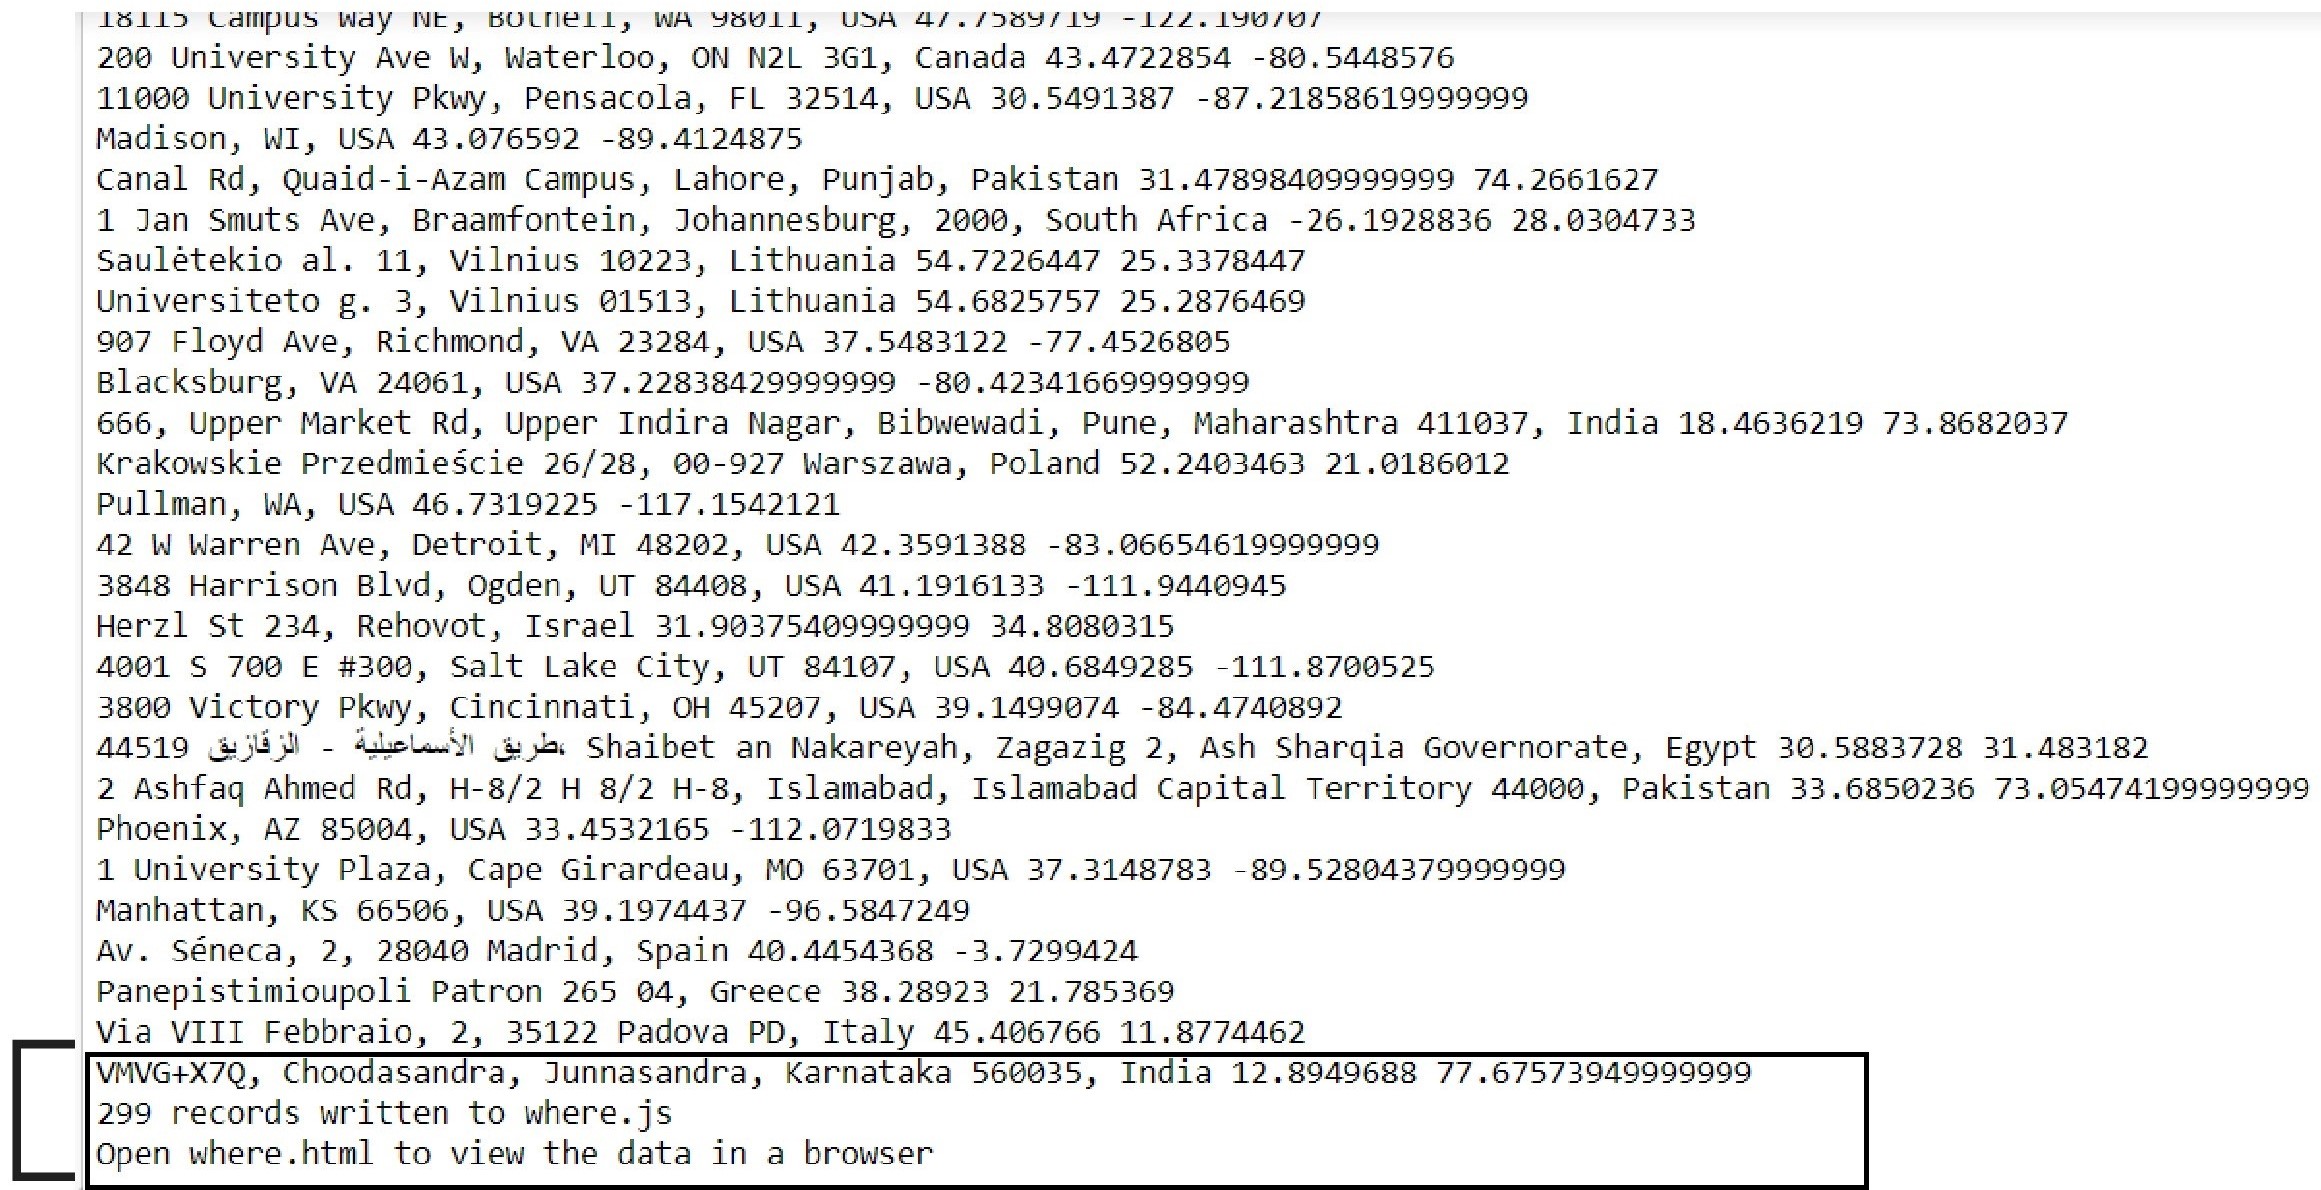 18115 Campus Way NE, Bothell, WA 98011, USA 47.7589719 -122.190707
200 University Ave W, Waterloo, ON N2L 3G1, Canada 43.4722854 -80.5448576
11000 University Pkwy, Pensacola, FL 32514, USA 30.5491387 -87.21858619999999
Madison, WI, USA 43.076592 -89.4124875
Canal Rd, Quaid-i-Azam Campus, Lahore, Punjab, Pakistan 31.47898409999999 74.2661627
1 Jan Smuts Ave, Braamfontein, Johannesburg, 2000, South Africa -26.1928836 28.0304733
Saulėtekio al. 11, Vilnius 10223, Lithuania 54.7226447 25.3378447
Universiteto g. 3, Vilnius 01513, Lithuania 54.6825757 25.2876469
907 Floyd Ave, Richmond, VA 23284, USA 37.5483122 -77.4526805
Blacksburg, VA 24061, USA 37.22838429999999 -80.42341669999999
666, Upper Market Rd, Upper Indira Nagar, Bibwewadi, Pune, Maharashtra 411037, India 18.4636219 73.8682037
Krakowskie Przedmieście 26/28, 00-927 Warszawa, Poland 52.2403463 21.0186012
Pullman, WA, USA 46.7319225 -117.1542121
42 W Warren Ave, Detroit, MI 48202, USA 42.3591388 -83.06654619999999
3848 Harrison Blvd, Ogden, UT 84408, USA 41.1916133 -111.9440945
Herzl St 234, Rehovot, Israel 31.90375409999999 34.8080315
4001 S 700 E #300, Salt Lake City, UT 84107, USA 40.6849285 -111.8700525
3800 Victory Pkwy, Cincinnati, OH 45207, USA 39.1499074 -84.4740892
44519 طريق الأسماعيلية - الزقازيق، Shaibet an Nakareyah, Zagazig 2, Ash Sharqia Governorate, Egypt 30.5883728 31.483182
2 Ashfaq Ahmed Rd, H-8/2 H 8/2 H-8, Islamabad, Islamabad Capital Territory 44000, Pakistan 33.6850236 73.05474199999999
Phoenix, AZ 85004, USA 33.4532165 -112.0719833
1 University Plaza, Cape Girardeau, MO 63701, USA 37.3148783 -89.52804379999999
Manhattan, KS 66506, USA 39.1974437 -96.5847249
Av. Séneca, 2, 28040 Madrid, Spain 40.4454368 -3.7299424
Panepistimioupoli Patron 265 04, Greece 38.28923 21.785369
Via VIII Febbraio, 2, 35122 Padova PD, Italy 45.406766 11.8774462
VMVG+X7Q, Choodasandra, Junnasandra, Karnataka 560035, India 12.8949688 77.67573949999999
299 records written to where.js
Open where.html to view the data in a browser